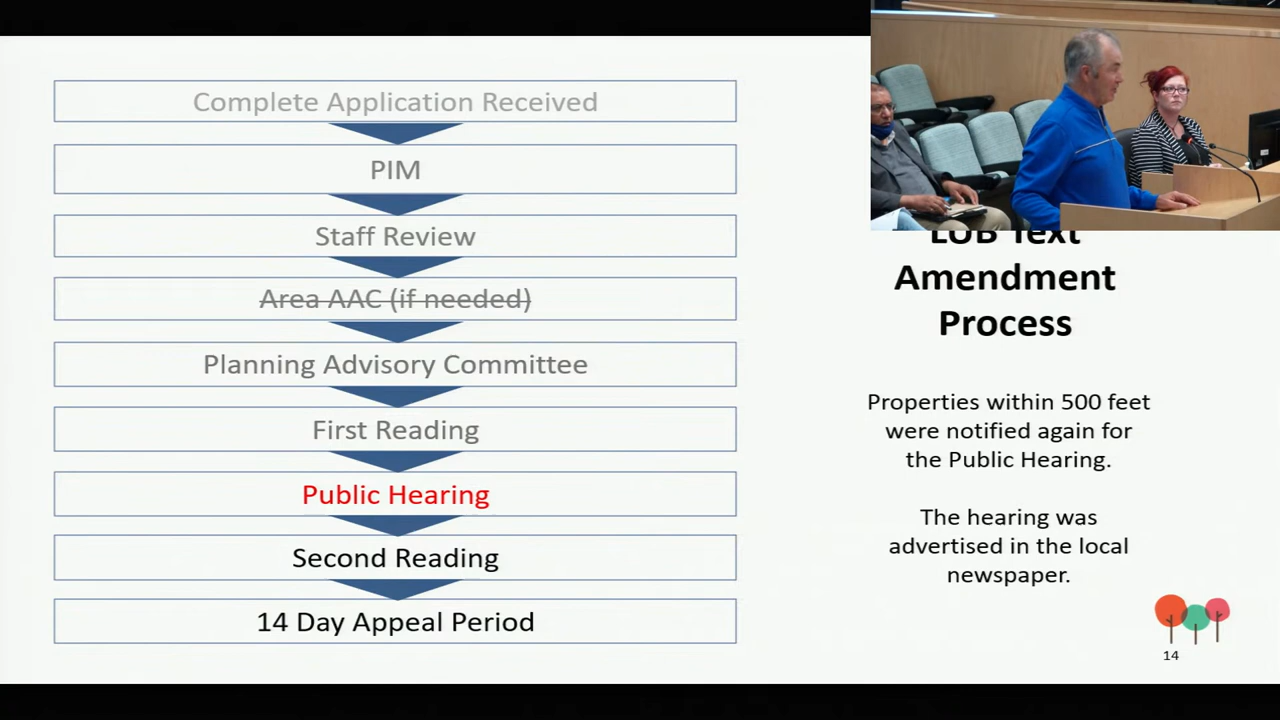 Complete Application Received
PIM
Staff Review
Area AAC (if needed)
Planning Advisory Committee
First Reading
Public Hearing
Second Reading
14 Day Appeal Period
LUB Text
Amendment
Process
Properties within 500 feet
were notified again for
the Public Hearing.
The hearing was
advertised in the local
newspaper.
14